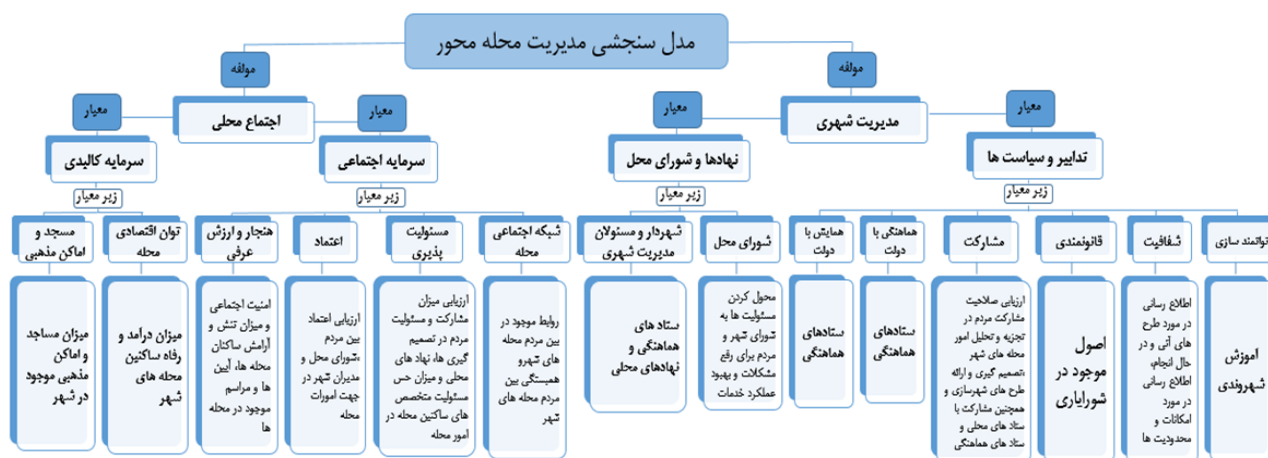 مدل سنجشی مدیریت محله محور
مولفه
مولفه
مدیریت شهری
اجتماع محلی
معیار
معیار
معیار
معیار
تدابیر و سیاست ها
نهادها و شورای محل
سرمایه اجتماعی
سرمایه کالبدی
زیر معیار
زیر معیار
زیر معیار
زیر معیار
تواتمند سازی
شفافیت
قانونمندی
مشارکت
هماهنگی با
دولت
همایش با
دولت
شورای محل
شهردار و مسئولان
مدیریت شهری
شبکه اجتماعی
محله
مسئولیت
پذیری
اعتماد
هنجار و ارزش
عرفی
توان اقتصادی
محله
مسجد و
اماکن مذهبی
اموزش
شهروندی
اطلاع رسانی
در مورد طرح
های آتی و در
حال انجام،
اطلاع رسانی
در مورد
امکانات و
محدودیت ها
اصول
موجود در
شورایاری
ارزیابی صلاحیت
مشارکت مردم در
تجزیه و تحلیل امور
محله های شهر
،تصمیم گیری و ارائه
طرح های شهرسازی و
همچنین مشارکت با
ستاد های محلی و
ستاد های هماهنگی
ستادهای
هماهنگی
ستادهای
هماهنگی
محول کردن
مسئولیت ها به
شورای شهر و
مردم برای رفع
مشکلات و بهبود
عملکرد خدمات
ستاد های
هماهنگی و
نهادهای محلی
روابط موجود در
بین مردم محله
های شهرو
همبستگی بین
مردم محله های
شهر
ارزیابی میزان
مشارکت و مسئولیت
مردم در تصمیم
گیری ها، نهاد های
محلی و میزان حس
مسئولیت متخصص
های ساکنین محله در
امور محله
ارزیابی اعتماد
بین مردم
،شورای محل و
مدیران شهر در
جهت امورات
محله
امنیت اجتماعی
و میزان تنش و
آرامش ساکنان
محله ها، آیین
ها و مراسم
موجود در محله
ها
میزان درامد و
رفاه ساکنین
محله های
شهر
میزان مساجد
و اماکن
مذهبی موجود
در شهر